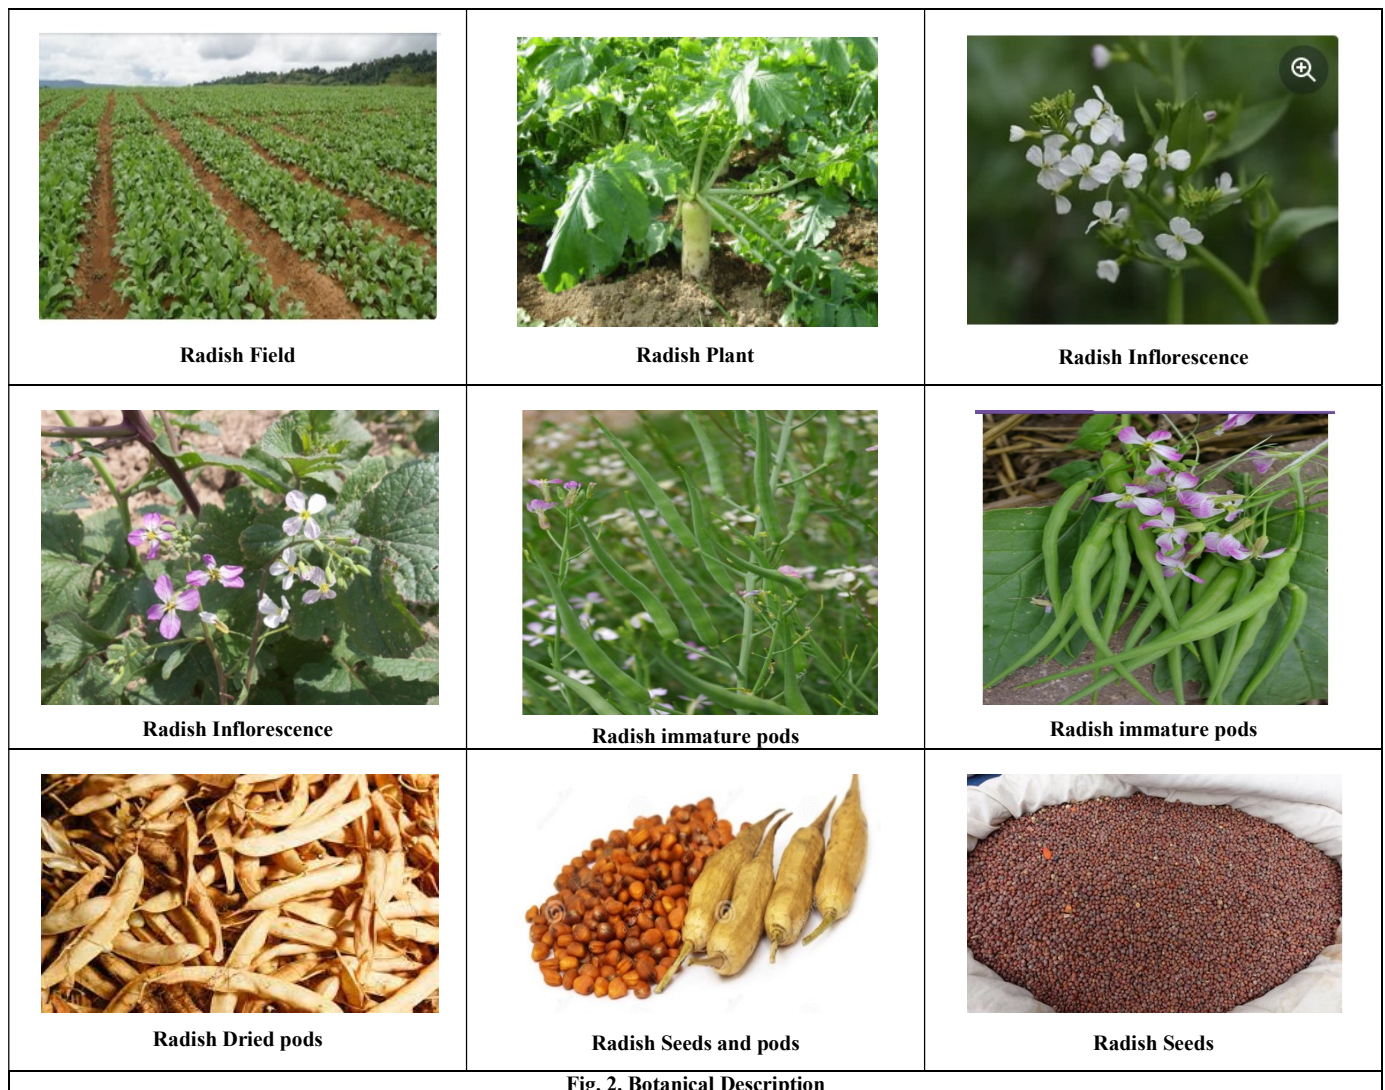 Radish Field
Radish Plant
Radish Inflorescence
Radish Inflorescence
Radish immature pods
Radish immature pods
Radish Dried pods
Radish Seeds and pods
Radish Seeds
Fig. 2. Botanical Description